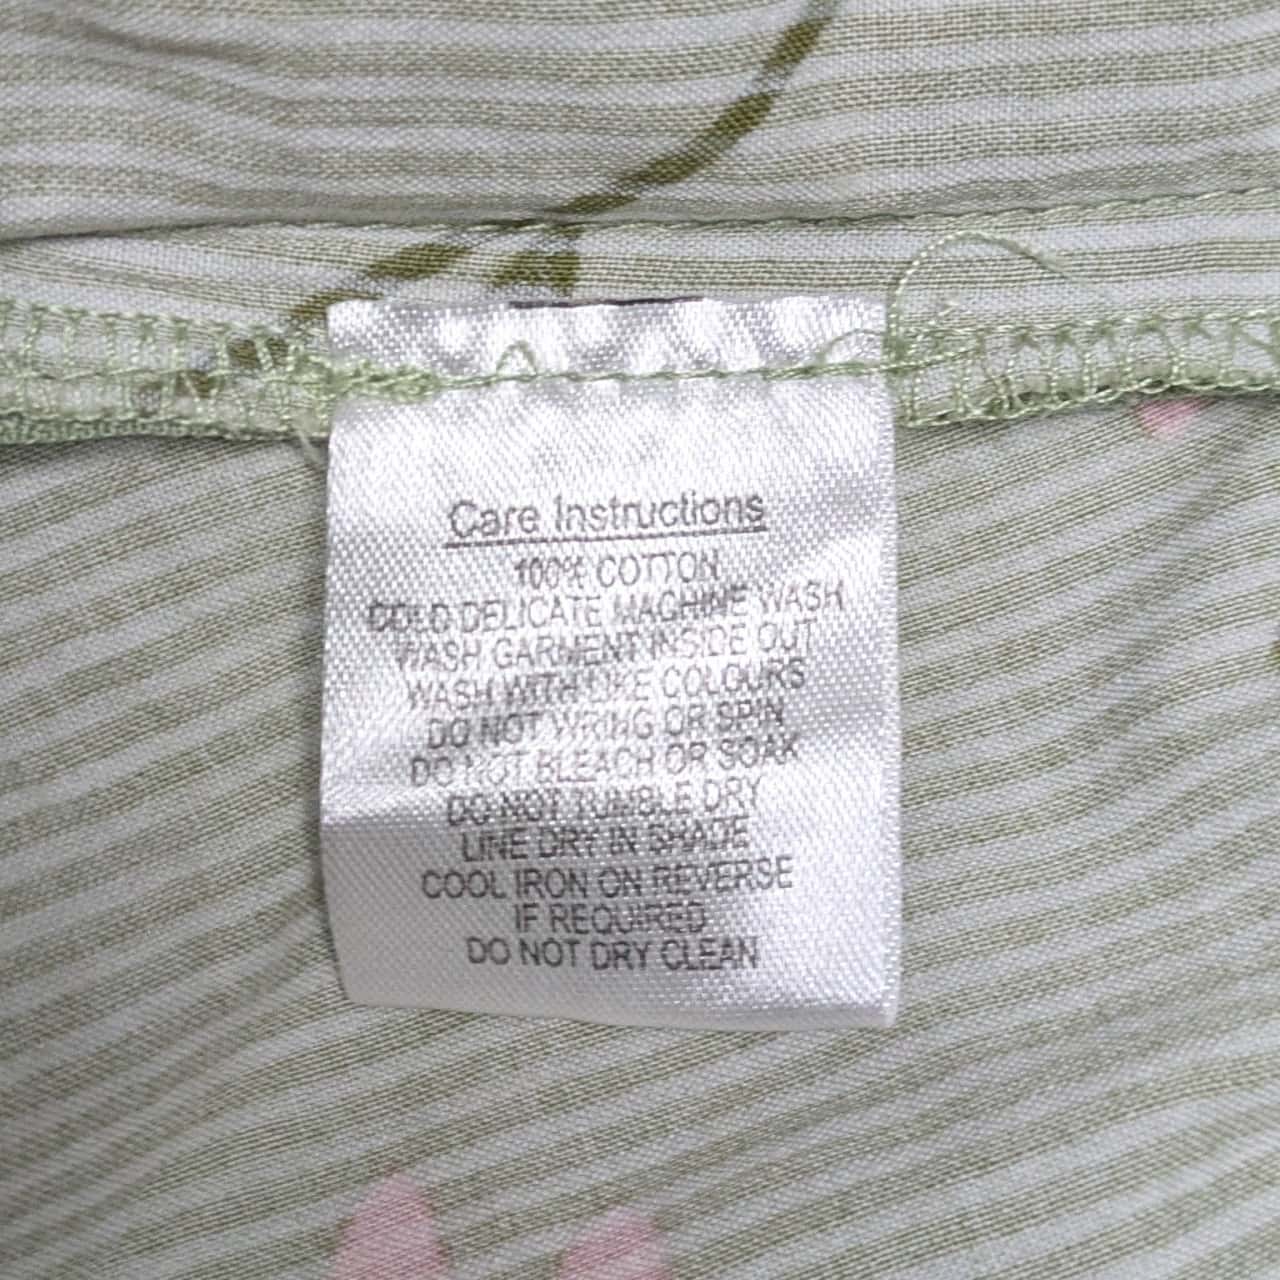 Care Instructions
100% COTTON
COLD DELICATE MACHINE WASH
WASH GARMENT INSIDE OUT
WASH WITH LIKE COLOURS
DO NOT WRING OR SPIN
DO NOT BLEACH OR SOAK
DO NOT TUMBLE DRY
LINE DRY IN SHADE
COOL IRON ON REVERSE
IF REQUIRED
DO NOT DRY CLEAN